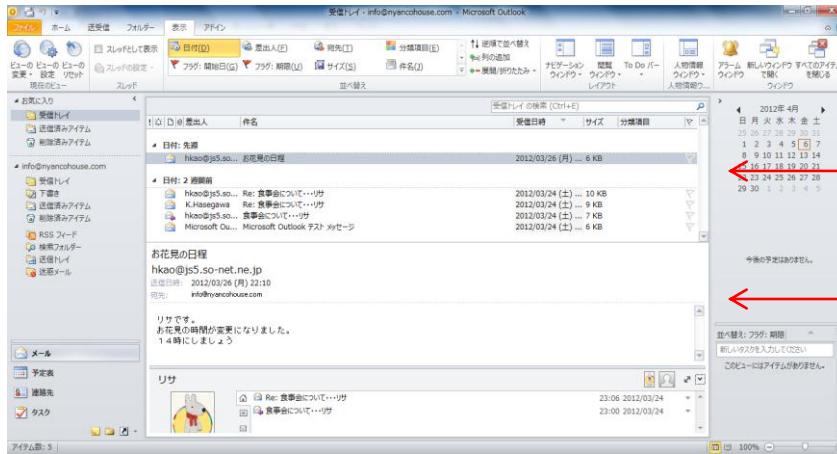 受信トレイ - info@nyancohouse.com - Microsoft Outlook
ファイル ホーム 送受信 フォルダー 表示 アドイン
ビューの変更 ビューの設定 ビューのリセット
現在のビュー
スレッドとして表示
スレッドの設定
スレッド
日付(D) 差出人(E) 宛先(T) 分類項目(E)
フラグ: 開始日(G) フラグ: 期限(U) サイズ(S) 件名(J)
逆順で並べ替え
列の追加
展開/折りたたみ
並べ替え
ナビゲーションウィンドウ 閲覧ウィンドウ To Do バー
レイアウト
人物情報ウィンドウ
人物情報ウ...
アラームウィンドウ 新しいウィンドウで開く すべてのアイテムを閉じる
ウィンドウ
お気に入り
受信トレイ
送信済みアイテム
削除済みアイテム
info@nyancohouse.com
受信トレイ
下書き
送信済みアイテム
削除済みアイテム
RSS フィード
検索フォルダー
送信トレイ
迷惑メール
メール
予定表
連絡先
タスク
受信トレイ の検索 (Ctrl+E)
差出人 件名 受信日時 サイズ 分類項目
日付: 先週
hkao@js5.so... お花見の日程 2012/03/26 (月) ... 6 KB
日付: 2 週間前
hkao@js5.so... Re: 食事会について・・・リサ 2012/03/24 (土) ... 10 KB
K.Hasegawa Re: 食事会について・・・リサ 2012/03/24 (土) ... 9 KB
hkao@js5.so... 食事会について・・・リサ 2012/03/24 (土) ... 7 KB
Microsoft Ou... Microsoft Outlook テスト メッセージ 2012/03/24 (土) ... 6 KB
お花見の日程
hkao@js5.so-net.ne.jp
送信日時: 2012/03/26 (月) 22:10
宛先: info@nyancohouse.com
リサです。
お花見の時間が変更になりました。
１４時にしましょう
リサ
Re: 食事会について・・・リサ 23:06 2012/03/24
食事会について・・・リサ 23:00 2012/03/24
2012年 4月
日 月 火 水 木 金 土
25 26 27 28 29 30 31
1 2 3 4 5 6 7
8 9 10 11 12 13 14
15 16 17 18 19 20 21
22 23 24 25 26 27 28
29 30 1 2 3 4 5
今後の予定はありません。
並べ替え: フラグ: 期限
新しいタスクを入力してください
このビューにはアイテムがありません。
アイテム数: 5
100%